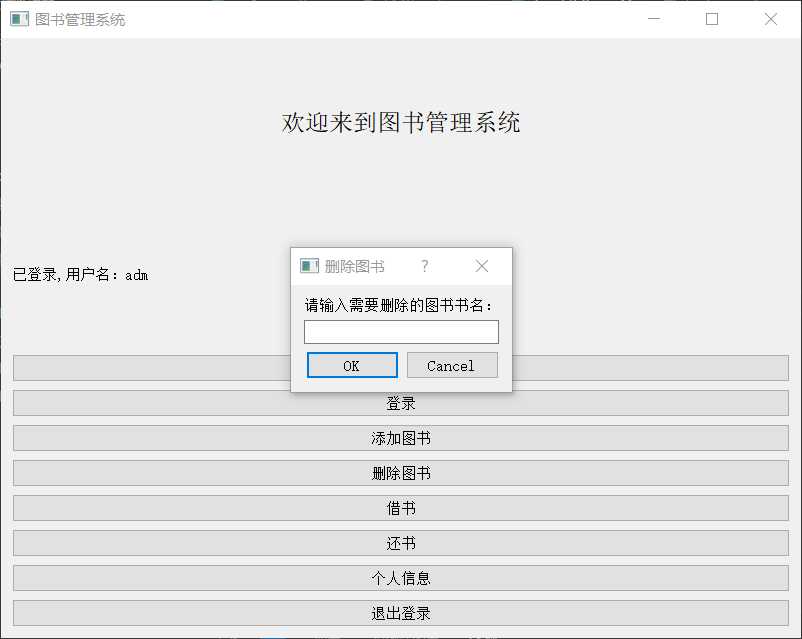 图书管理系统
欢迎来到图书管理系统
已登录,用户名：adm
删除图书
?
请输入需要删除的图书书名：
OK Cancel
登录
添加图书
删除图书
借书
还书
个人信息
退出登录